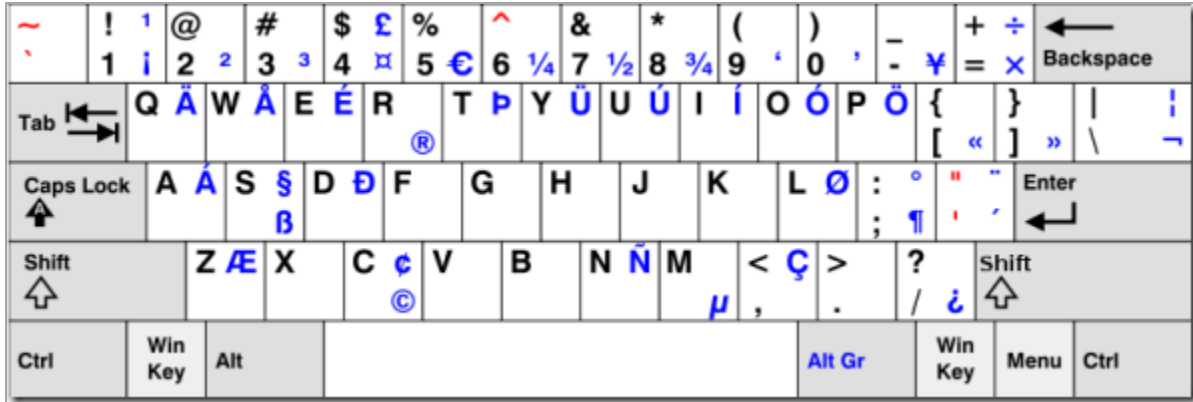 ~ ! ¹ @ # $ £ % ^ & * ( ) _ + ÷ Backspace
` 1 ¡ 2 ² 3 ³ 4 ¤ 5 € 6 ¼ 7 ½ 8 ¾ 9 ‘ 0 ’ - ¥ = ×
Tab Q Ä W Å E É R T Þ Y Ü U Ú I Í O Ó P Ö { } | ¦
® [ « ] » \ ¬
Caps Lock A Á S § D Ð F G H J K L Ø : ° " ¨ Enter
A ß ; ¶ ' ´
Shift Z Æ X C ¢ V B N Ñ M < Ç > ? Shift
© µ , . / ¿
Ctrl Win Key Alt Alt Gr Win Key Menu Ctrl